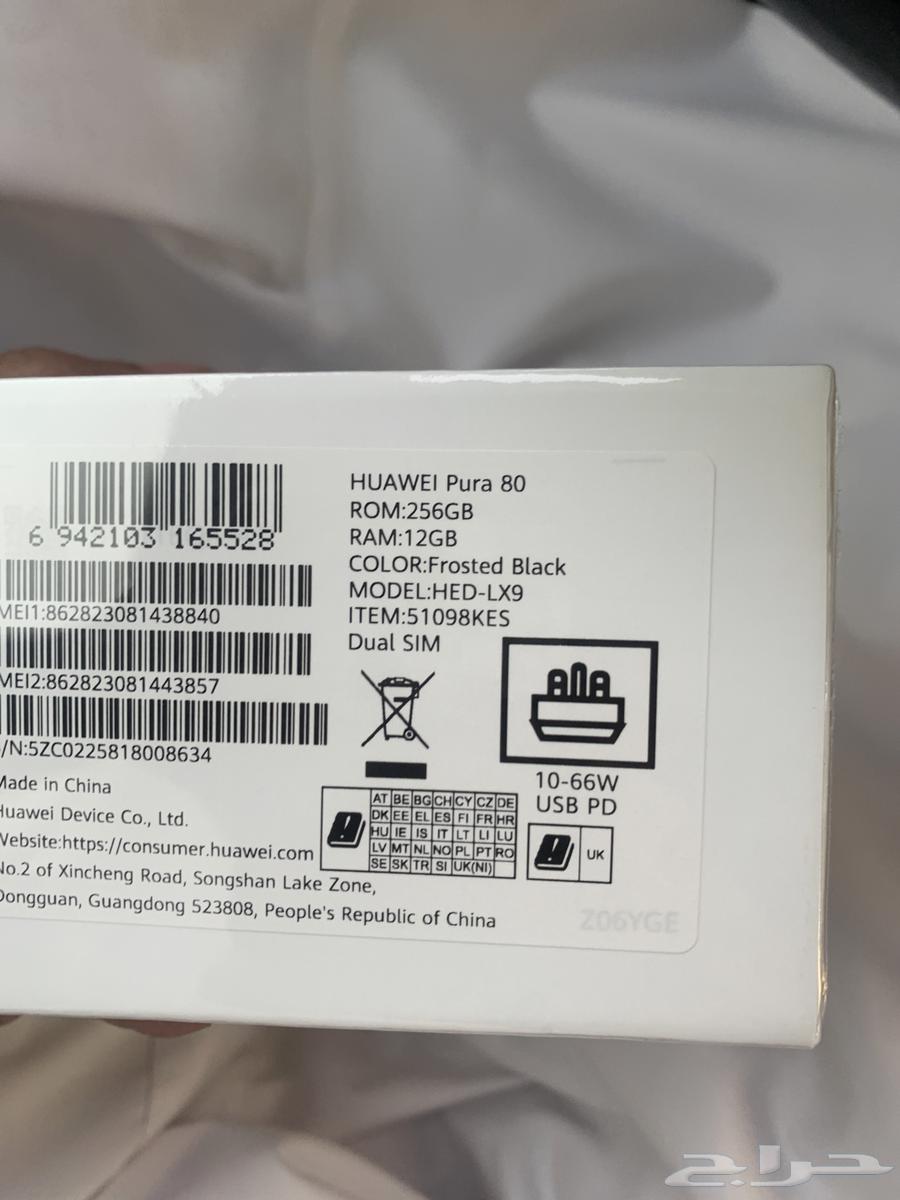 6 942103 165528
MEI1:862823081438840
MEI2:862823081443857
/N:5ZC0225818008634
Made in China
Huawei Device Co., Ltd.
Website:https://consumer.huawei.com
No.2 of Xincheng Road, Songshan Lake Zone,
Dongguan, Guangdong 523808, People's Republic of China
HUAWEI Pura 80
ROM:256GB
RAM:12GB
COLOR:Frosted Black
MODEL:HED-LX9
ITEM:51098KES
Dual SIM
10-66W
USB PD
AT BE BG CH CY CZ DE
DK EE EL ES FI FR HR
HU IE IS IT LT LI LU
LV MT NL NO PL PT RO
SE SK TR SI UK(NI)
UK
Z06YGE
حراج